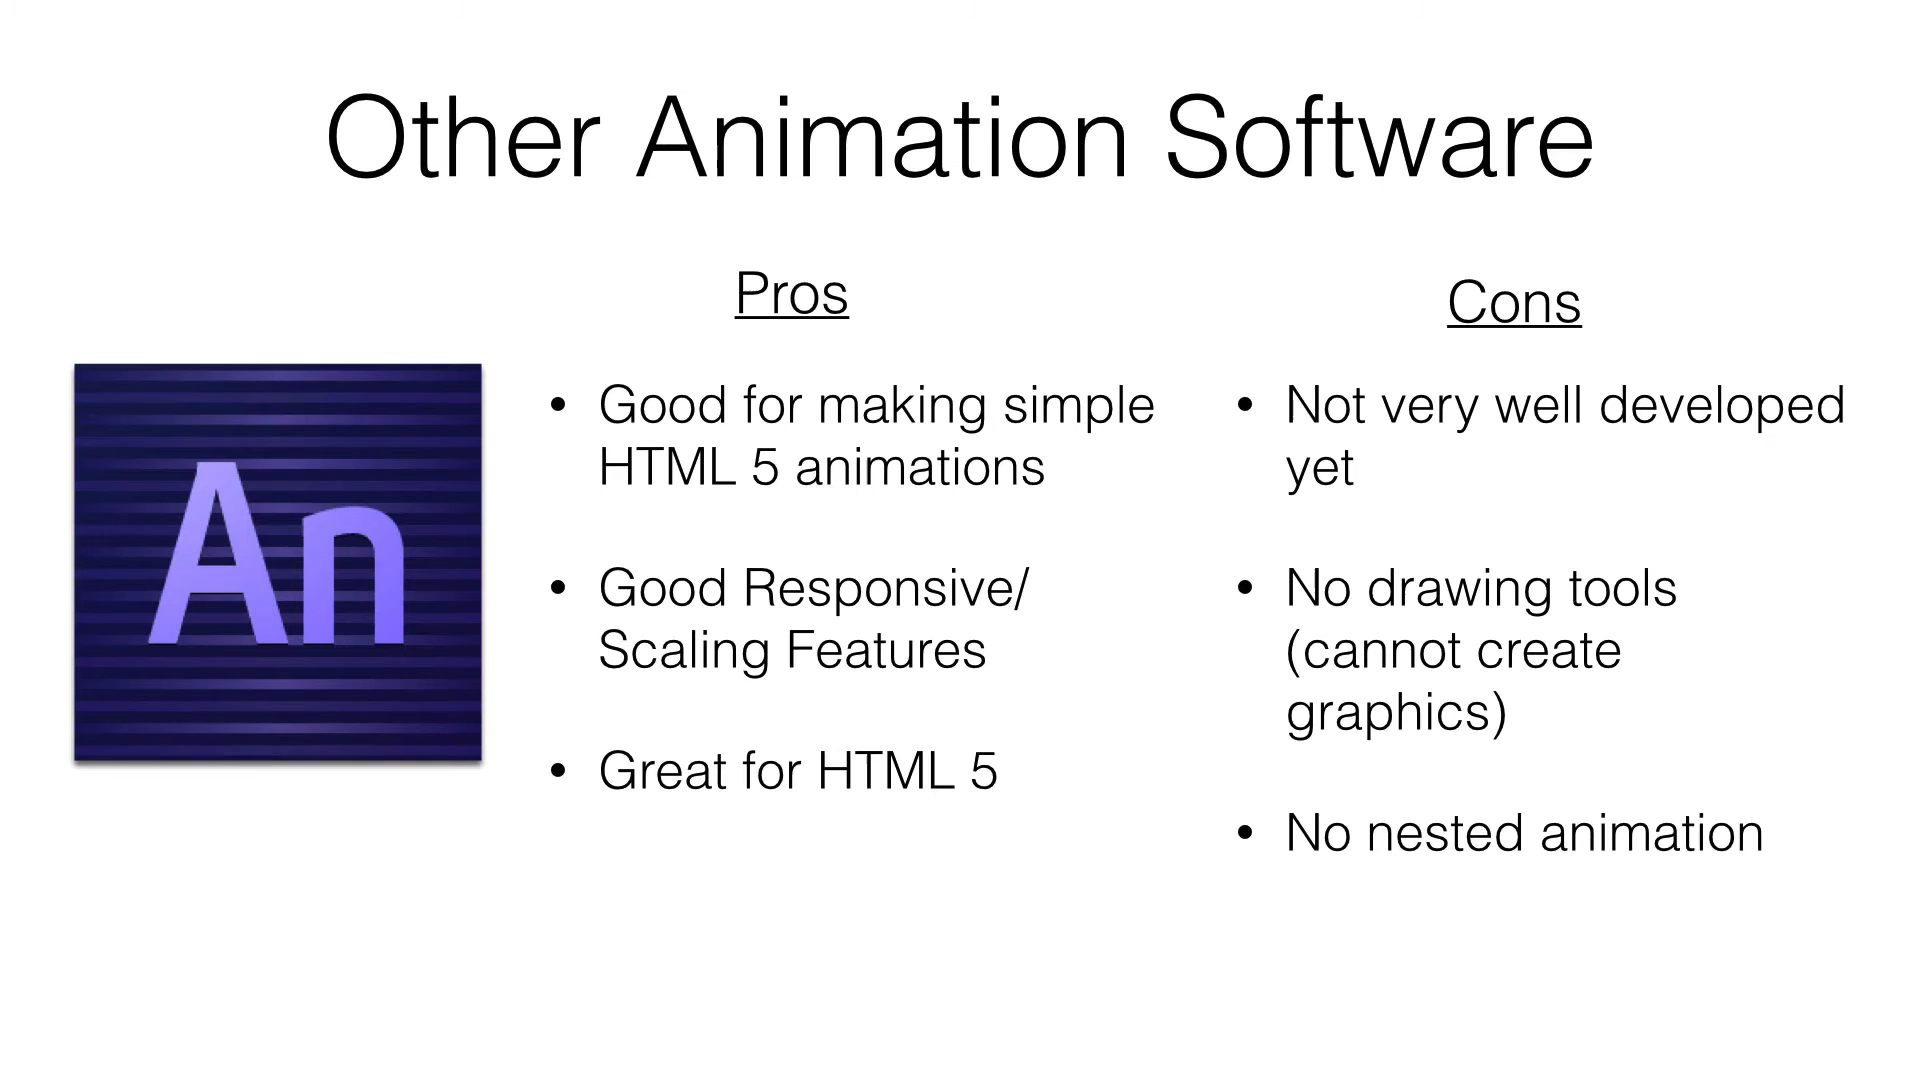 Other Animation Software
An
Pros
• Good for making simple
HTML 5 animations
• Good Responsive/
Scaling Features
• Great for HTML 5
Cons
• Not very well developed
yet
• No drawing tools
(cannot create
graphics)
• No nested animation